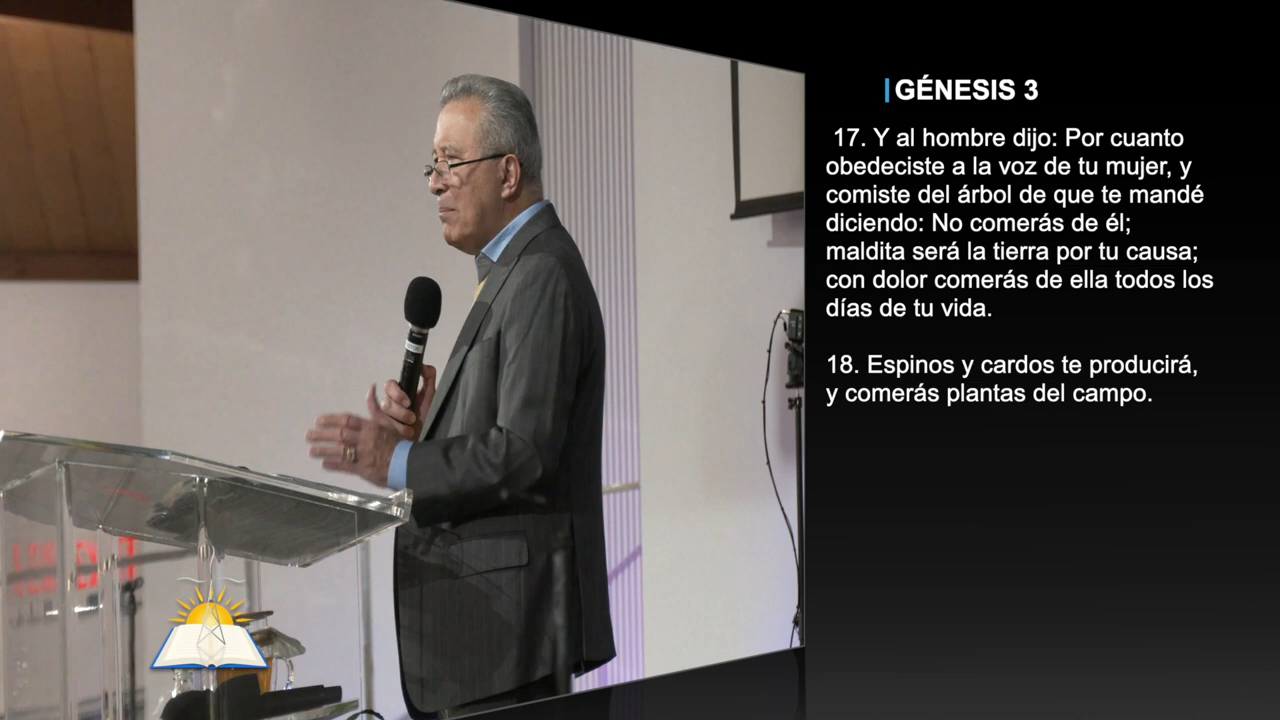 GÉNESIS 3
17. Y al hombre dijo: Por cuanto
obedeciste a la voz de tu mujer, y
comiste del árbol de que te mandé
diciendo: No comerás de él;
maldita será la tierra por tu causa;
con dolor comerás de ella todos los
días de tu vida.
18. Espinos y cardos te producirá,
y comerás plantas del campo.